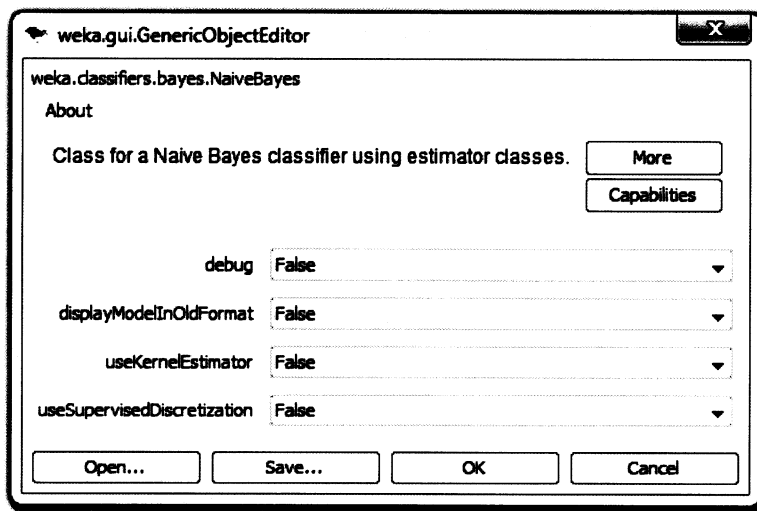 weka.gui.GenericObjectEditor
X
weka.classifiers.bayes.NaiveBayes
About
Class for a Naive Bayes classifier using estimator classes.
More
Capabilities
debug False
displayModelInOldFormat False
useKernelEstimator False
useSupervisedDiscretization False
Open... Save... OK Cancel